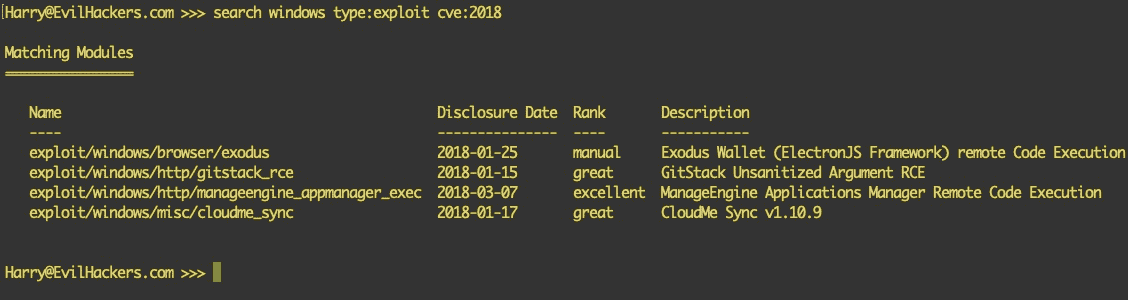 Harry@EvilHackers.com >>> search windows type:exploit cve:2018
Matching Modules
================
Name Disclosure Date Rank Description
---- --------------- ---- -----------
exploit/windows/browser/exodus 2018-01-25 manual Exodus Wallet (ElectronJS Framework) remote Code Execution
exploit/windows/http/gitstack_rce 2018-01-15 great GitStack Unsanitized Argument RCE
exploit/windows/http/manageengine_appmanager_exec 2018-03-07 excellent ManageEngine Applications Manager Remote Code Execution
exploit/windows/misc/cloudme_sync 2018-01-17 great CloudMe Sync v1.10.9
Harry@EvilHackers.com >>>